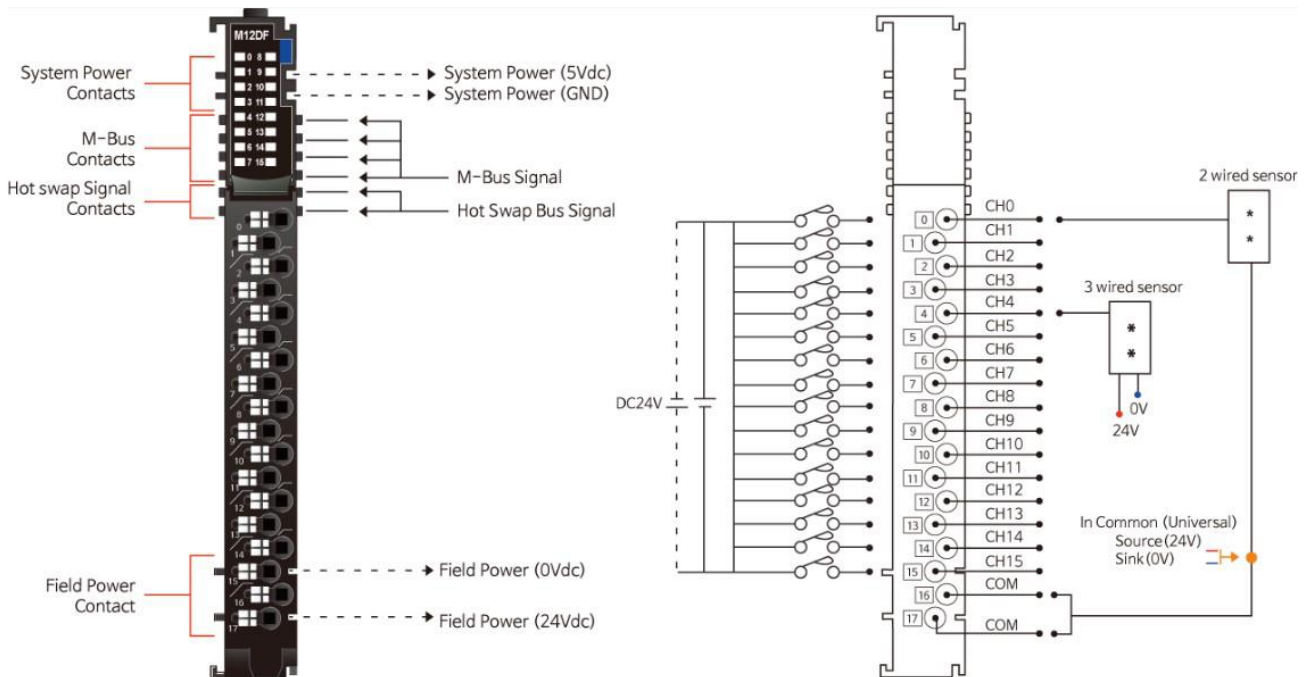 M12DF
0 8
1 9
2 10
3 11
4 12
5 13
6 14
7 15
System Power
Contacts
M-Bus
Contacts
Hot swap Signal
Contacts
System Power (5Vdc)
System Power (GND)
M-Bus Signal
Hot Swap Bus Signal
0
1
2
3
4
5
6
7
8
9
10
11
12
13
14
15
16
17
Field Power
Contact
Field Power (0Vdc)
Field Power (24Vdc)
DC24V
0 CH0
1 CH1
2 CH2
3 CH3
4 CH4
5 CH5
6 CH6
7 CH7
8 CH8
9 CH9
10 CH10
11 CH11
12 CH12
13 CH13
14 CH14
15 CH15
16 COM
17 COM
2 wired sensor
* 
*
3 wired sensor
*
*
0V
24V
In Common (Universal)
Source (24V)
Sink (0V)